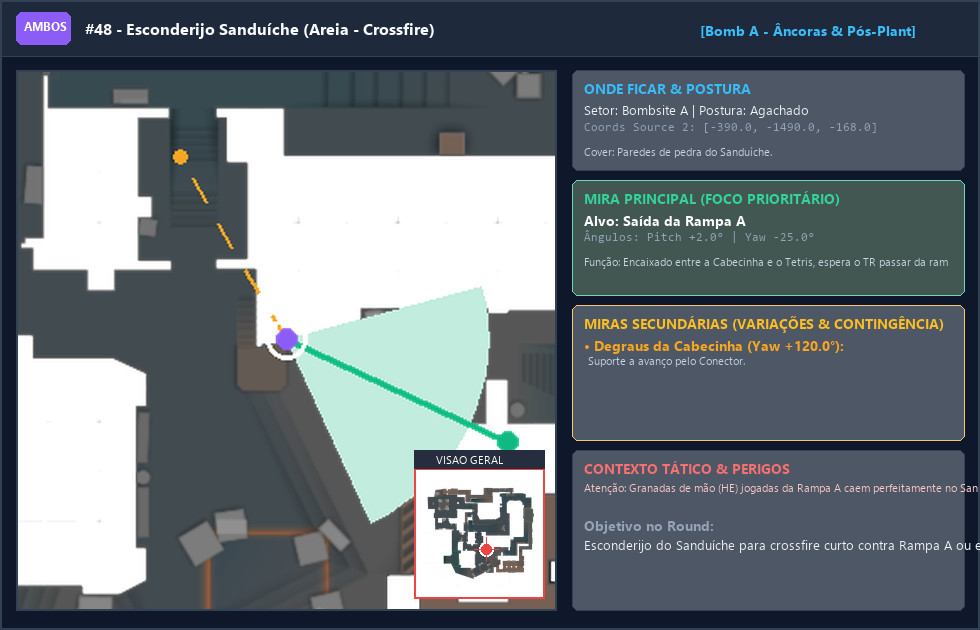 AMBOS
#48 - Esconderijo Sanduíche (Areia - Crossfire)
[Bomb A - Âncoras & Pós-Plant]
ONDE FICAR & POSTURA
Setor: Bombsite A | Postura: Agachado
Coords Source 2: [-390.0, -1490.0, -168.0]
Cover: Paredes de pedra do Sanduíche.
MIRA PRINCIPAL (FOCO PRIORITÁRIO)
Alvo: Saída da Rampa A
Ângulos: Pitch +2.0° | Yaw -25.0°
Função: Encaixado entre a Cabecinha e o Tetris, espera o TR passar da ram
MIRAS SECUNDÁRIAS (VARIAÇÕES & CONTINGÊNCIA)
• Degraus da Cabecinha (Yaw +120.0°):
Suporte a avanço pelo Conector.
VISAO GERAL
CONTEXTO TÁTICO & PERIGOS
Atenção: Granadas de mão (HE) jogadas da Rampa A caem perfeitamente no San
Objetivo no Round:
Esconderijo do Sanduíche para crossfire curto contra Rampa A ou e